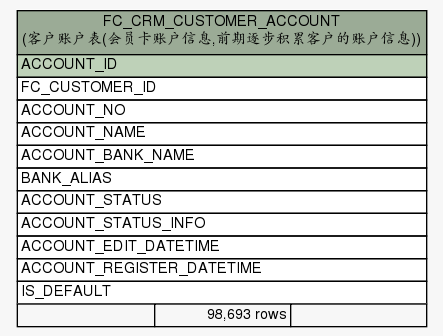 FC_CRM_CUSTOMER_ACCOUNT
(客户账户表(会员卡账户信息,前期逐步积累客户的账户信息))
ACCOUNT_ID
FC_CUSTOMER_ID
ACCOUNT_NO
ACCOUNT_NAME
ACCOUNT_BANK_NAME
BANK_ALIAS
ACCOUNT_STATUS
ACCOUNT_STATUS_INFO
ACCOUNT_EDIT_DATETIME
ACCOUNT_REGISTER_DATETIME
IS_DEFAULT
98,693 rows